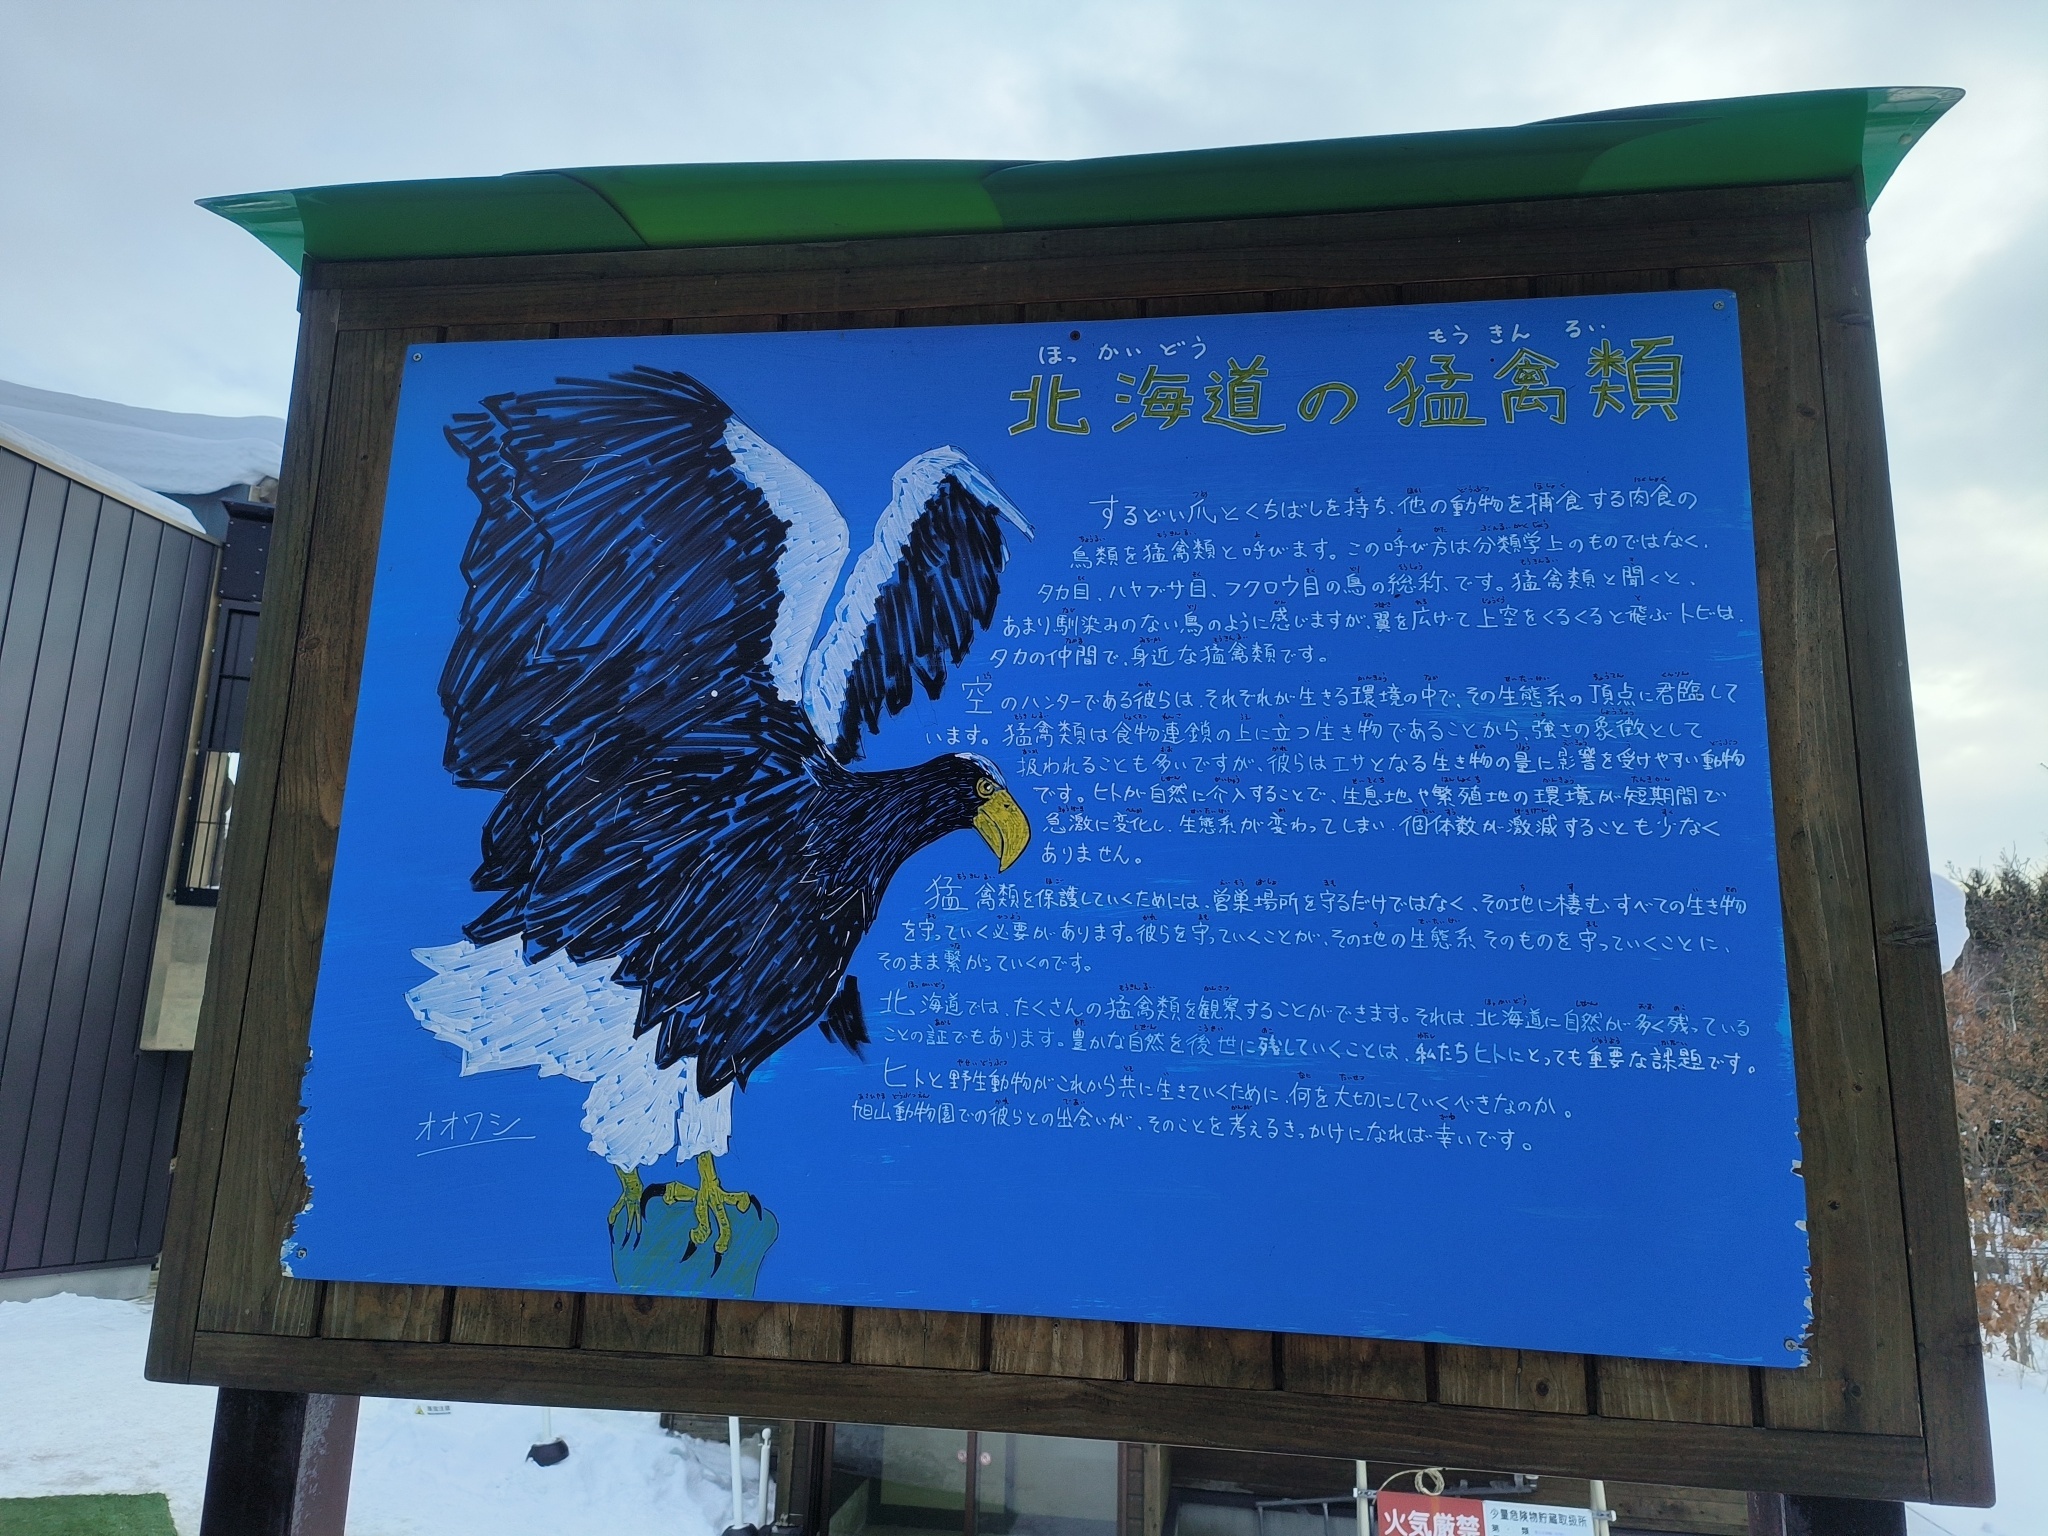 ほっかいどう もうきんるい
北海道の猛禽類
するどい爪とくちばしを持ち、他の動物を捕食する肉食の
鳥類を猛禽類と呼びます。この呼び方は分類学上のものではなく、
タカ目、ハヤブサ目、フクロウ目の鳥の総称です。猛禽類と聞くと、
あまり馴染みのない鳥のように感じますが、翼を広げて上空をくるくると飛ぶトビは、
タカの仲間で、身近な猛禽類です。
空のハンターである彼らは、それぞれが生きる環境の中で、その生態系の頂点に君臨して
います。猛禽類は食物連鎖の上に立つ生き物であることから、強さの象徴として
扱われることも多いですが、彼らはエサとなる生き物の量に影響を受けやすい動物
です。ヒトが自然に介入することで、生息地や繁殖地の環境が短期間で
急激に変化し、生態系が変わってしまい、個体数が激減することも少なく
ありません。
猛禽類を保護していくためには、営巣場所を守るだけではなく、その地に棲むすべての生き物
を守っていく必要があります。彼らを守っていくことが、その地の生態系そのものを守っていくことに、
そのまま繋がっていくのです。
北海道では、たくさんの猛禽類を観察することができます。それは、北海道に自然が多く残っている
ことの証でもあります。豊かな自然を後世に残していくことは、私たちヒトにとっても重要な課題です。
ヒトと野生動物がこれから共に生きていくために、何を大切にしていくべきなのか。
旭山動物園での彼らとの出会いが、そのことを考えるきっかけになれば幸いです。
オオワシ
火気厳禁
少量危険物貯蔵取扱所